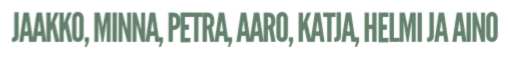 JAAKKO, MINNA, PETRA, AARO, KATJA, HELMI JA AINO